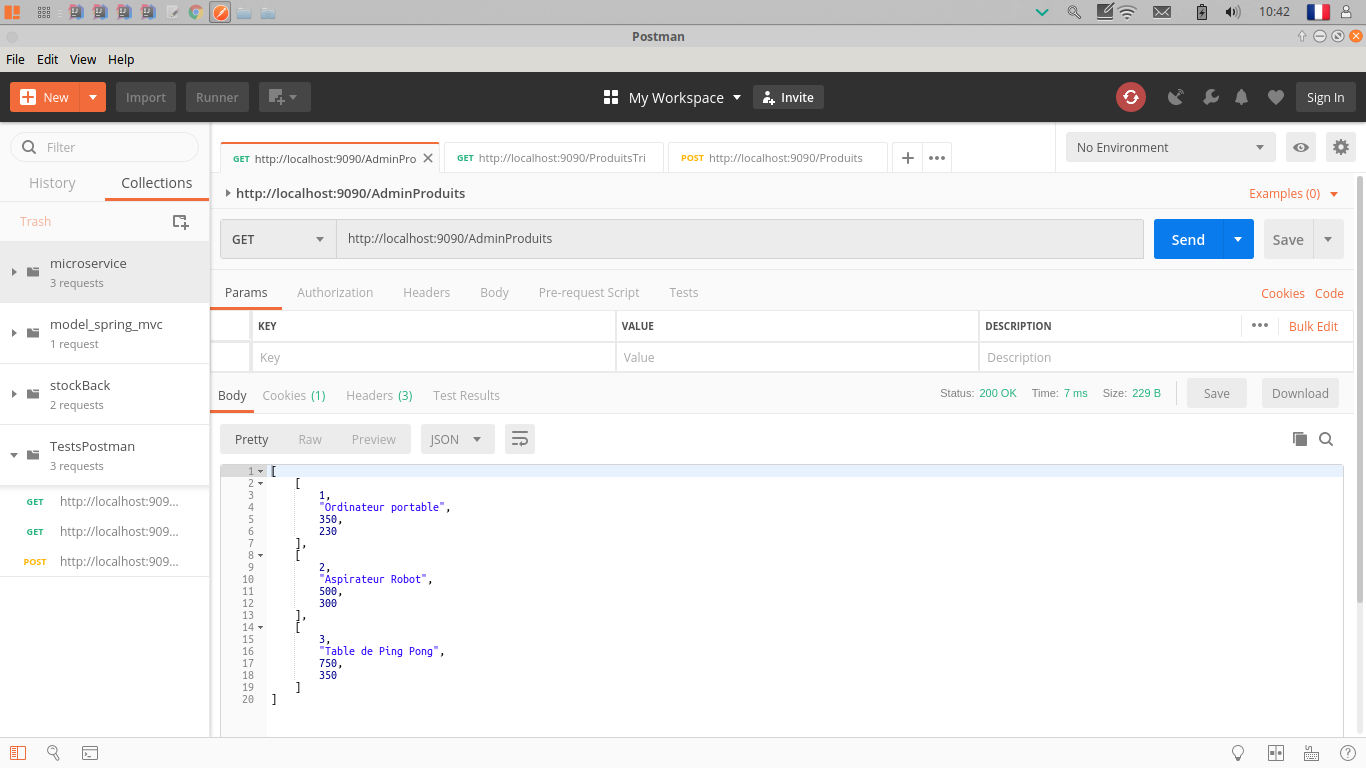 10:42
Postman
File Edit View Help
New Import Runner My Workspace Invite Sign In
Filter
History Collections
Trash
microservice
3 requests
model_spring_mvc
1 request
stockBack
2 requests
TestsPostman
3 requests
GET http://localhost:909...
GET http://localhost:909...
POST http://localhost:909...
GET http://localhost:9090/AdminPro GET http://localhost:9090/ProduitsTri POST http://localhost:9090/Produits
No Environment
http://localhost:9090/AdminProduits Examples (0)
GET http://localhost:9090/AdminProduits Send Save
Params Authorization Headers Body Pre-request Script Tests Cookies Code
KEY VALUE DESCRIPTION Bulk Edit
Key Value Description
Body Cookies (1) Headers (3) Test Results Status: 200 OK Time: 7 ms Size: 229 B Save Download
Pretty Raw Preview JSON
1 [
2 [
3 1,
4 "Ordinateur portable",
5 350,
6 230
7 ],
8 [
9 2,
10 "Aspirateur Robot",
11 500,
12 300
13 ],
14 [
15 3,
16 "Table de Ping Pong",
17 750,
18 350
19 ]
20 ]